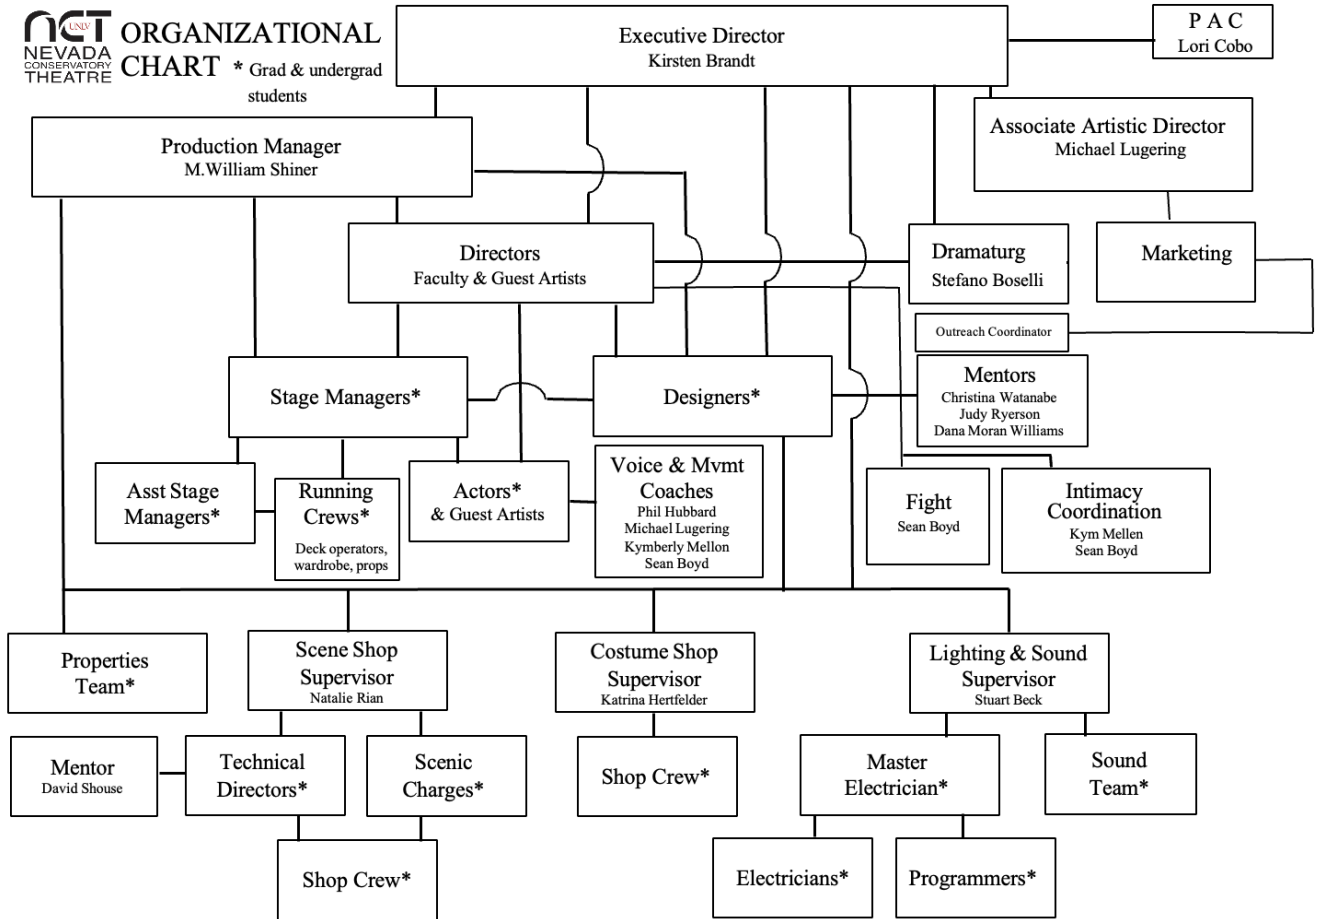 NCT
UNLV
NEVADA
CONSERVATORY
THEATRE
ORGANIZATIONAL
CHART * Grad & undergrad
students
Executive Director
Kirsten Brandt
P A C
Lori Cobo
Production Manager
M.William Shiner
Associate Artistic Director
Michael Lugering
Directors
Faculty & Guest Artists
Dramaturg
Stefano Boselli
Marketing
Outreach Coordinator
Stage Managers*
Designers*
Mentors
Christina Watanabe
Judy Ryerson
Dana Moran Williams
Asst Stage
Managers*
Running
Crews*
Deck operators,
wardrobe, props
Actors*
& Guest Artists
Voice & Mvmt
Coaches
Phil Hubbard
Michael Lugering
Kymberly Mellon
Sean Boyd
Fight
Sean Boyd
Intimacy
Coordination
Kym Mellen
Sean Boyd
Properties
Team*
Scene Shop
Supervisor
Natalie Rian
Costume Shop
Supervisor
Katrina Hertfelder
Lighting & Sound
Supervisor
Stuart Beck
Mentor
David Shouse
Technical
Directors*
Scenic
Charges*
Shop Crew*
Master
Electrician*
Sound
Team*
Shop Crew*
Electricians*
Programmers*